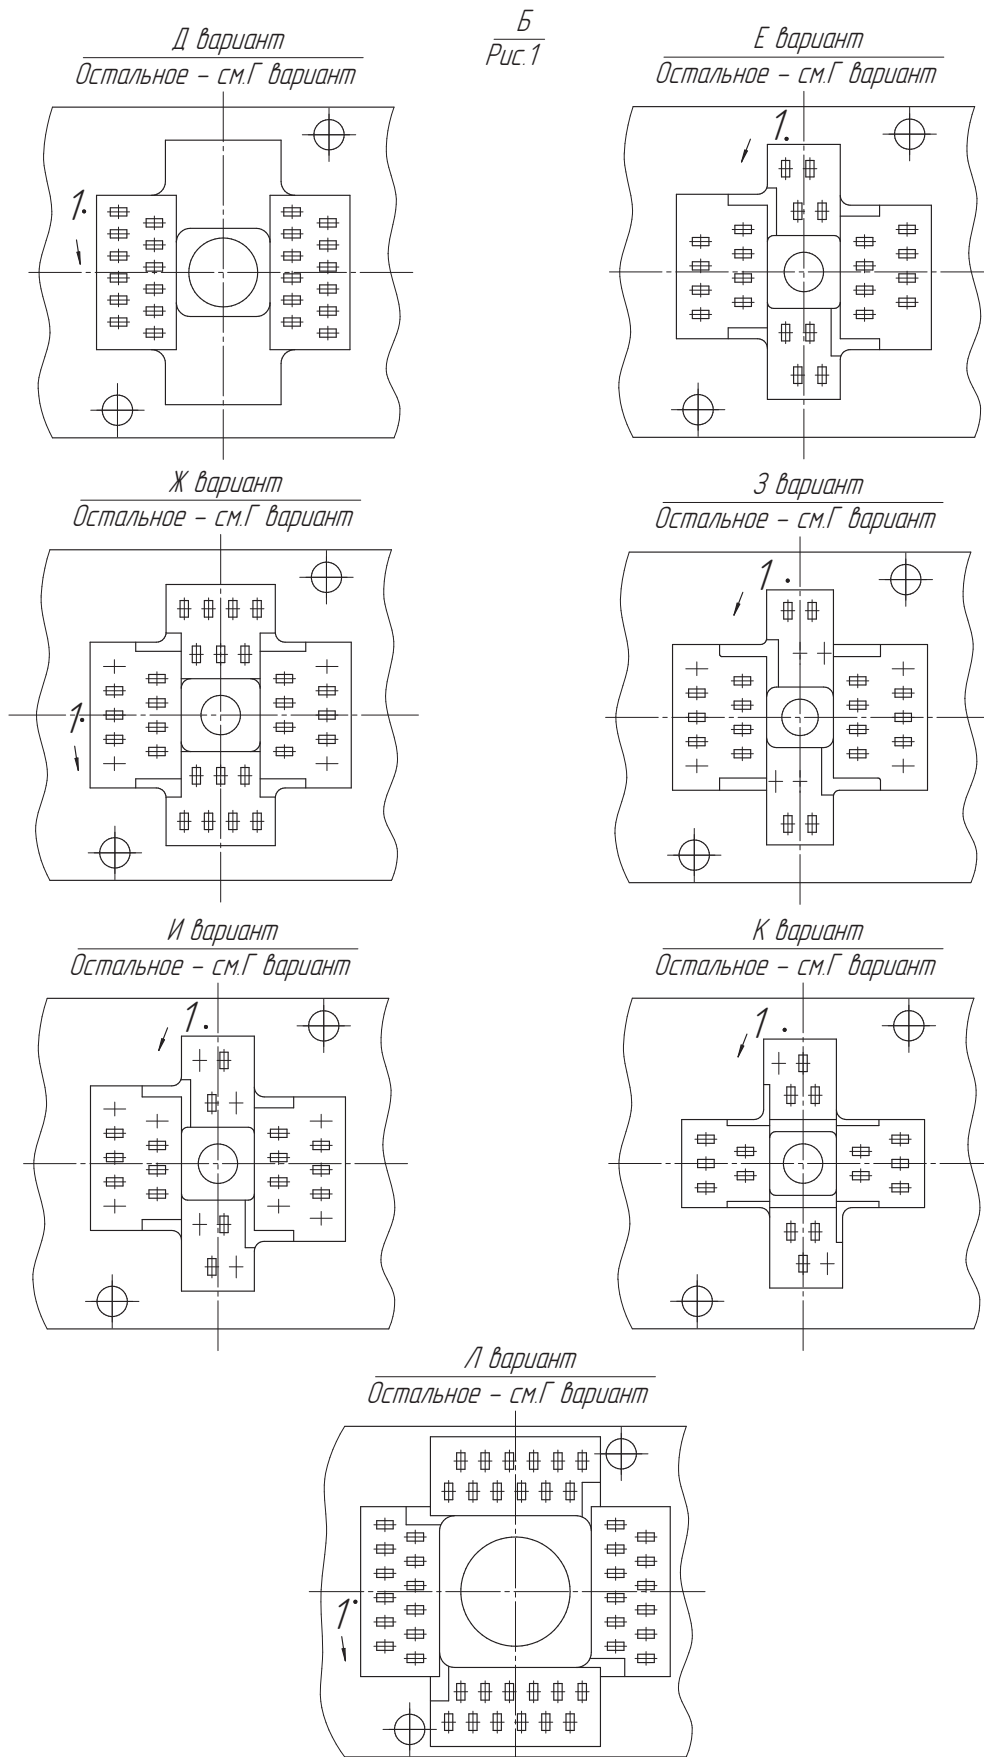 Б
Рис.1
Д вариант
Остальное – см.Г вариант
1.
Е вариант
Остальное – см.Г вариант
1.
Ж вариант
Остальное – см.Г вариант
1.
З вариант
Остальное – см.Г вариант
1.
И вариант
Остальное – см.Г вариант
1.
К вариант
Остальное – см.Г вариант
1.
Л вариант
Остальное – см.Г вариант
1.